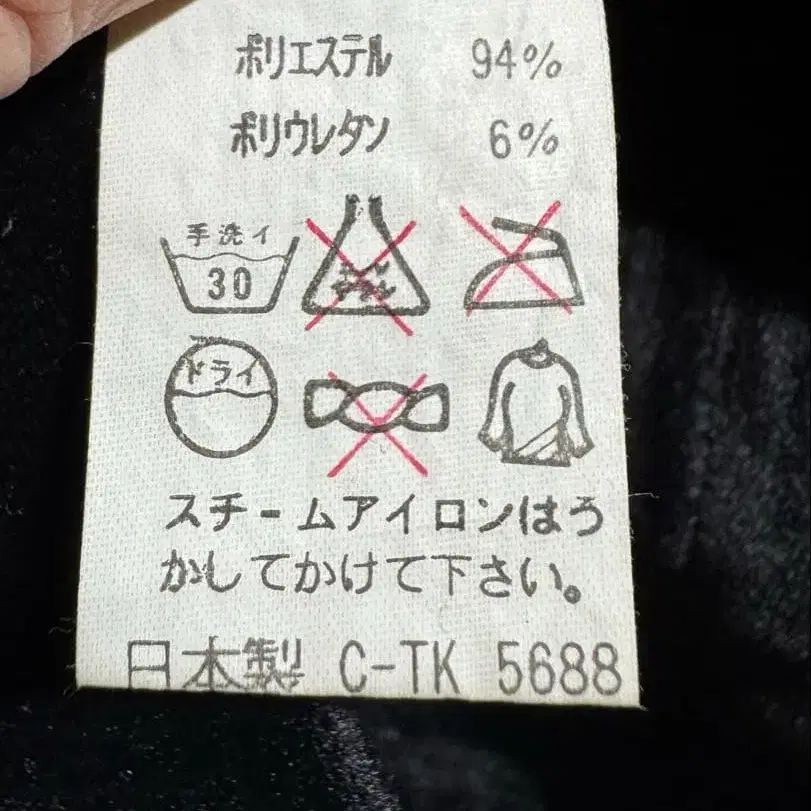 ポリエステル 94%
ポリウレタン 6%
手洗イ
30
ドライ
スチームアイロンはう
かしてかけて下さい。
日本製 C-TK 5688